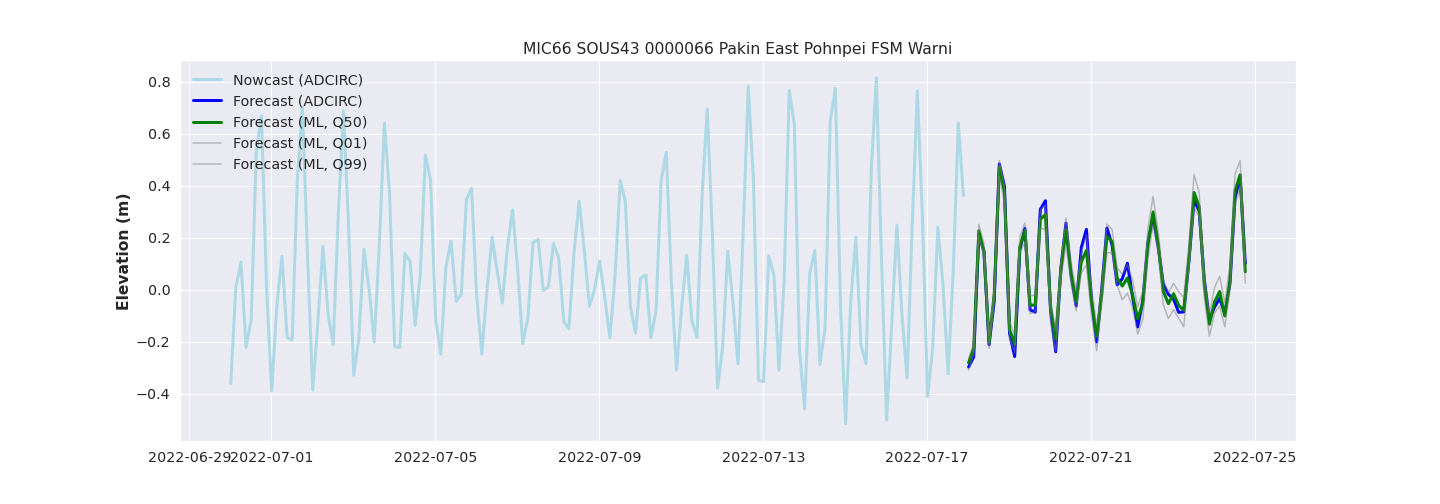 MIC66 SOUS43 0000066 Pakin East Pohnpei FSM Warni
Nowcast (ADCIRC)
Forecast (ADCIRC)
Forecast (ML, Q50)
Forecast (ML, Q01)
Forecast (ML, Q99)
Elevation (m)
0.8
0.6
0.4
0.2
0.0
−0.2
−0.4
2022-06-29 2022-07-01 2022-07-05 2022-07-09 2022-07-13 2022-07-17 2022-07-21 2022-07-25